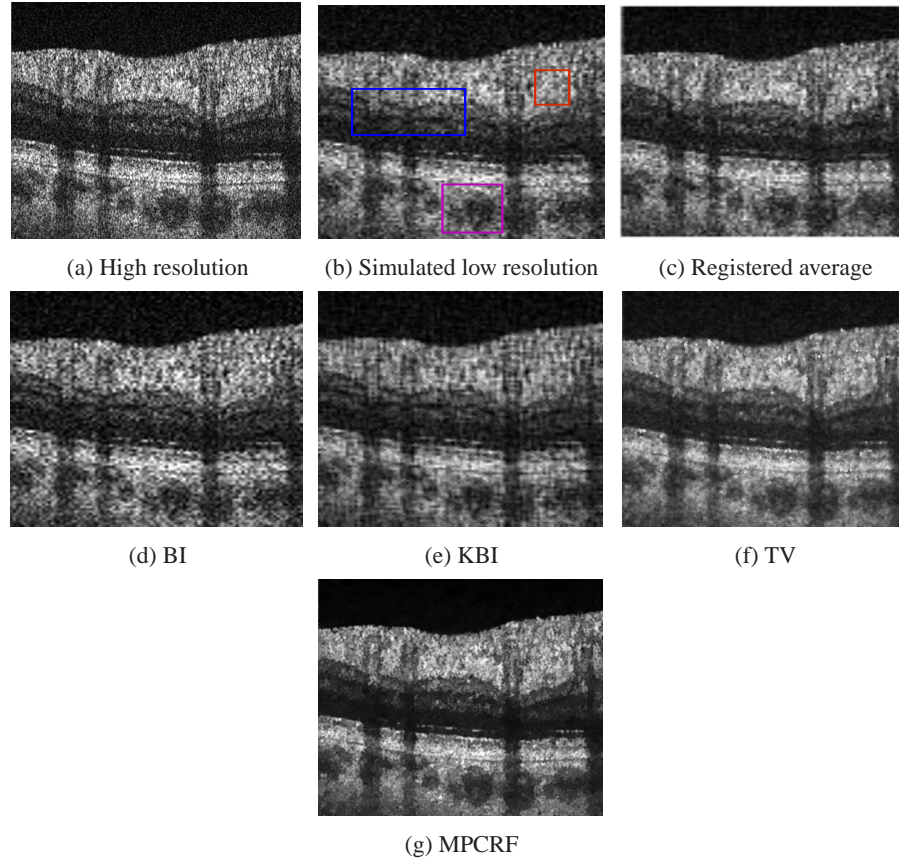 (a) High resolution
(b) Simulated low resolution
(c) Registered average
(d) BI
(e) KBI
(f) TV
(g) MPCRF